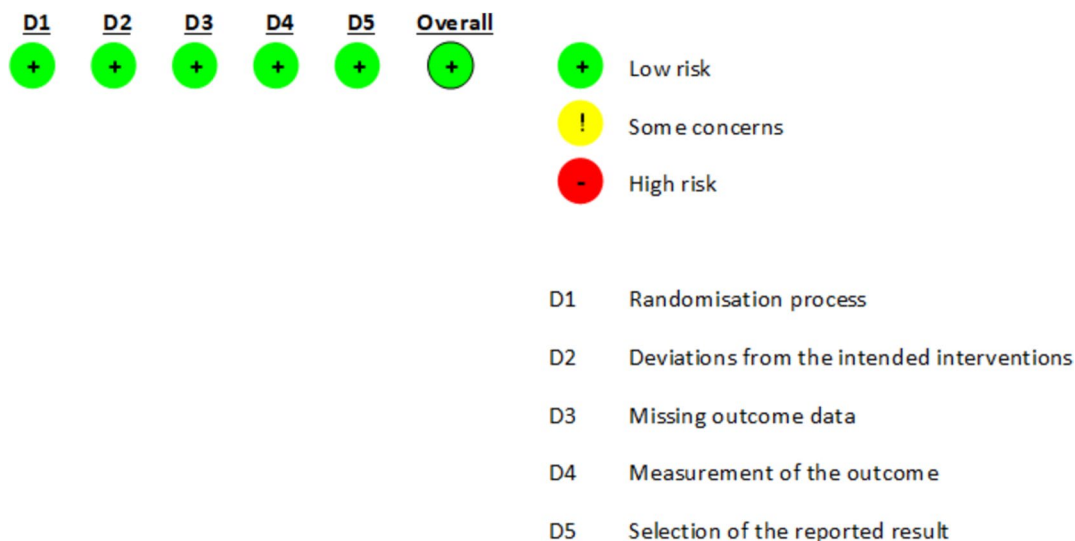 D1 D2 D3 D4 D5 Overall
+ + + + + +
+ Low risk
! Some concerns
- High risk
D1 Randomisation process
D2 Deviations from the intended interventions
D3 Missing outcome data
D4 Measurement of the outcome
D5 Selection of the reported result